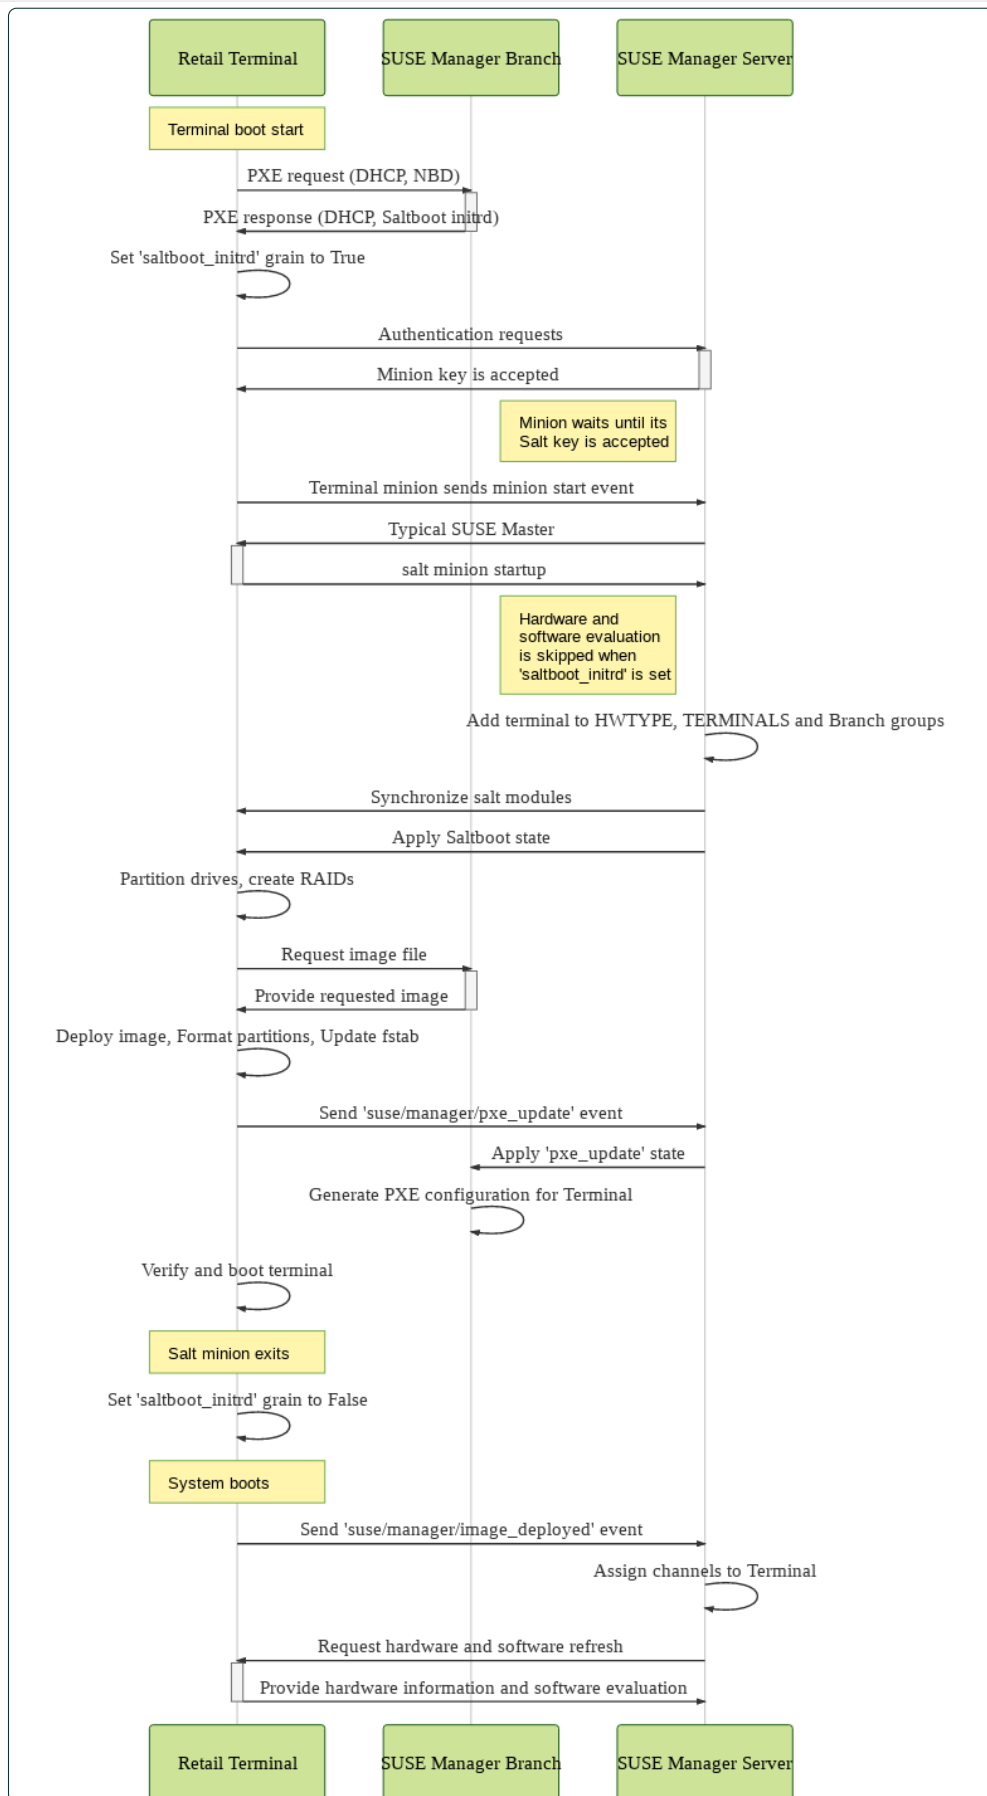 Retail Terminal
SUSE Manager Branch
SUSE Manager Server
Terminal boot start
PXE request (DHCP, NBD)
PXE response (DHCP, Saltboot initrd)
Set 'saltboot_initrd' grain to True
Authentication requests
Minion key is accepted
Minion waits until its
Salt key is accepted
Terminal minion sends minion start event
Typical SUSE Master
salt minion startup
Hardware and
software evaluation
is skipped when
'saltboot_initrd' is set
Add terminal to HWTYPE, TERMINALS and Branch groups
Synchronize salt modules
Apply Saltboot state
Partition drives, create RAIDs
Request image file
Provide requested image
Deploy image, Format partitions, Update fstab
Send 'suse/manager/pxe_update' event
Apply 'pxe_update' state
Generate PXE configuration for Terminal
Verify and boot terminal
Salt minion exits
Set 'saltboot_initrd' grain to False
System boots
Send 'suse/manager/image_deployed' event
Assign channels to Terminal
Request hardware and software refresh
Provide hardware information and software evaluation
Retail Terminal
SUSE Manager Branch
SUSE Manager Server